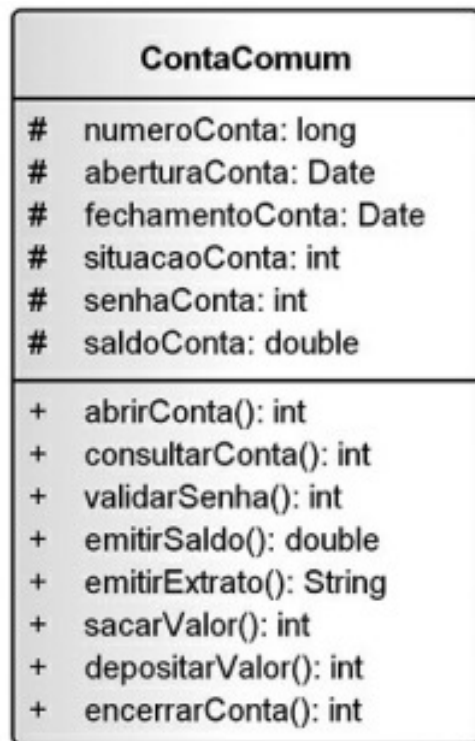 ContaComum
# numeroConta: long
# aberturaConta: Date
# fechamentoConta: Date
# situacaoConta: int
# senhaConta: int
# saldoConta: double
+ abrirConta(): int
+ consultarConta(): int
+ validarSenha(): int
+ emitirSaldo(): double
+ emitirExtrato(): String
+ sacarValor(): int
+ depositarValor(): int
+ encerrarConta(): int